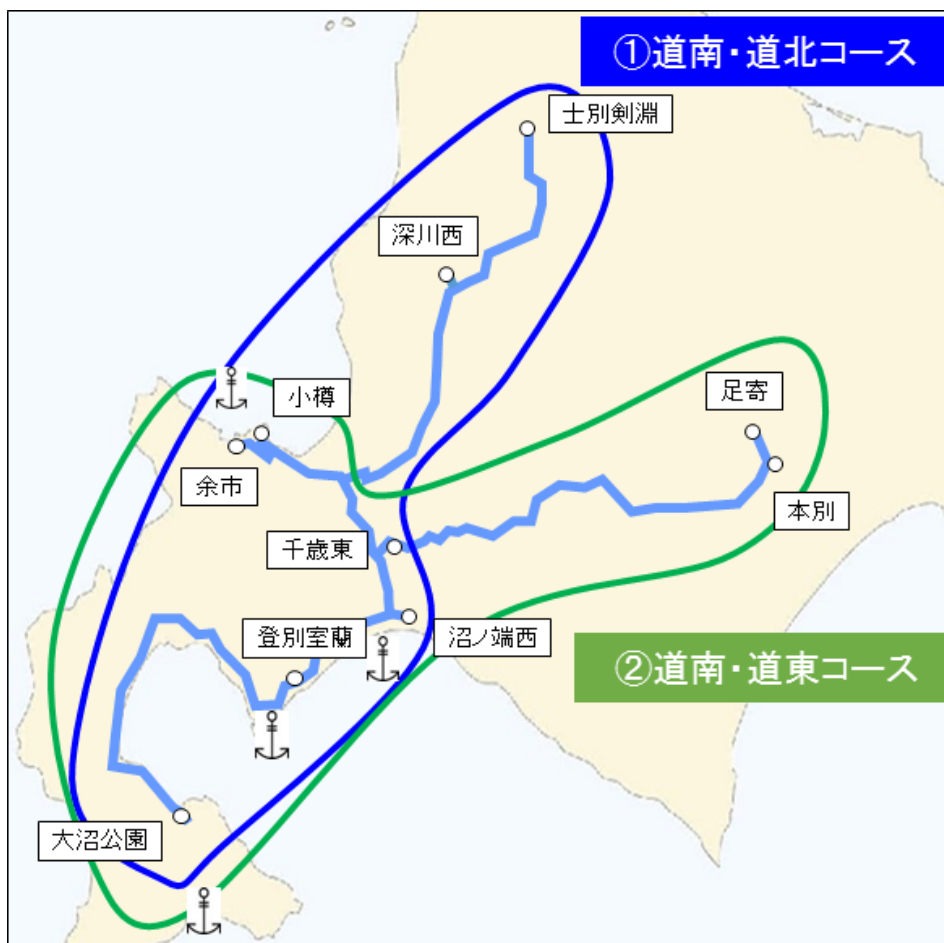 ①道南・道北コース
士別剣淵
深川西
足寄
小樽
余市
本別
千歳東
登別室蘭
沼ノ端西
②道南・道東コース
大沼公園